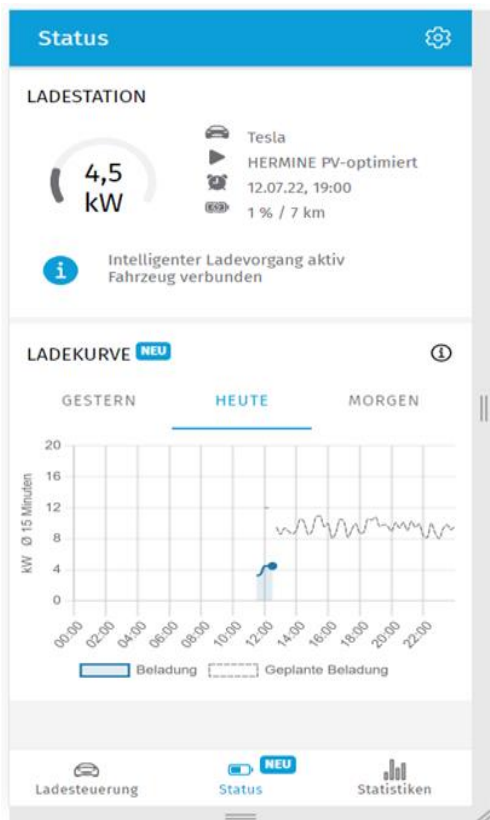 Status
LADESTATION
4,5
kW
Tesla
HERMINE PV-optimiert
12.07.22, 19:00
1 % / 7 km
i
Intelligenter Ladevorgang aktiv
Fahrzeug verbunden
LADEKURVE NEU
GESTERN HEUTE MORGEN
kW Ø 15 Minuten
20
16
12
8
4
0
00:00 02:00 04:00 06:00 08:00 10:00 12:00 14:00 16:00 18:00 20:00 22:00
Beladung Geplante Beladung
NEU
Ladesteuerung Status Statistiken